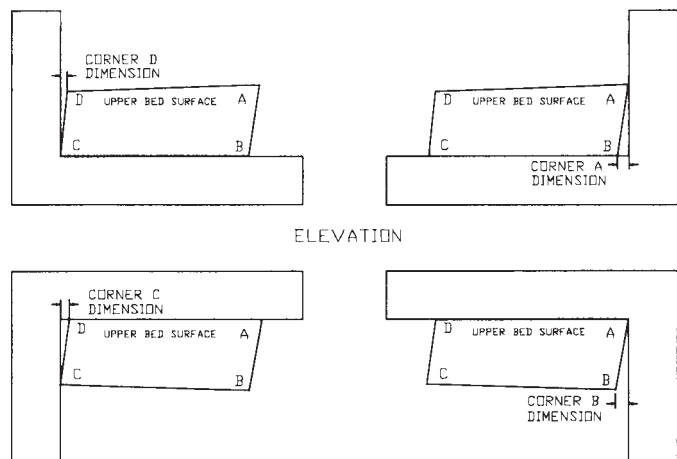 CORNER D
DIMENSION
D UPPER BED SURFACE A
C B
D UPPER BED SURFACE A
C B
CORNER A
DIMENSION
ELEVATION
CORNER C
DIMENSION
D UPPER BED SURFACE A
C B
D UPPER BED SURFACE A
C B
CORNER B
DIMENSION